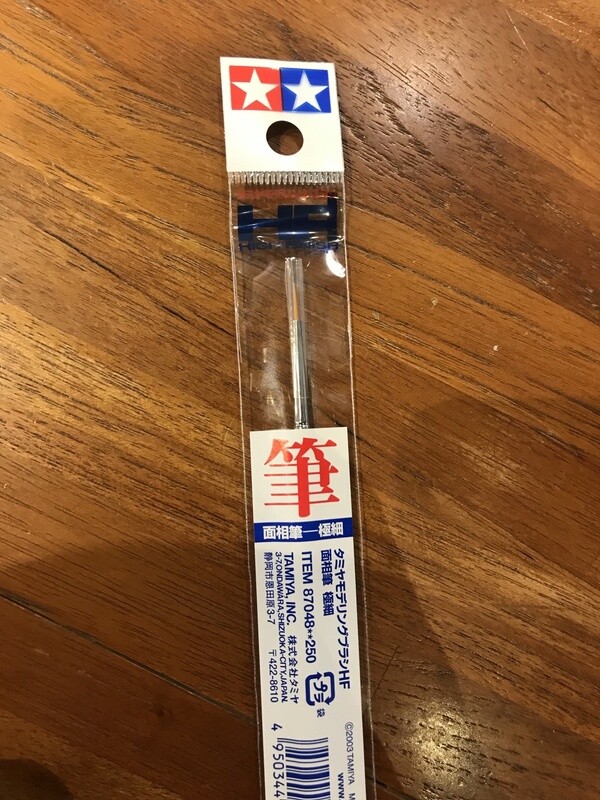 HF
筆
面相筆—極細
タミヤモデリングブラシHF
面相筆 極細
ITEM 87048**250
TAMIYA, INC. 株式会社タミヤ
3-7,ONDAWARA,SHIZUOKA-CITY,JAPAN.
静岡市恩田原3-7 〒422-8610
プラ
袋
©2003 TAMIYA
www.
4 950344